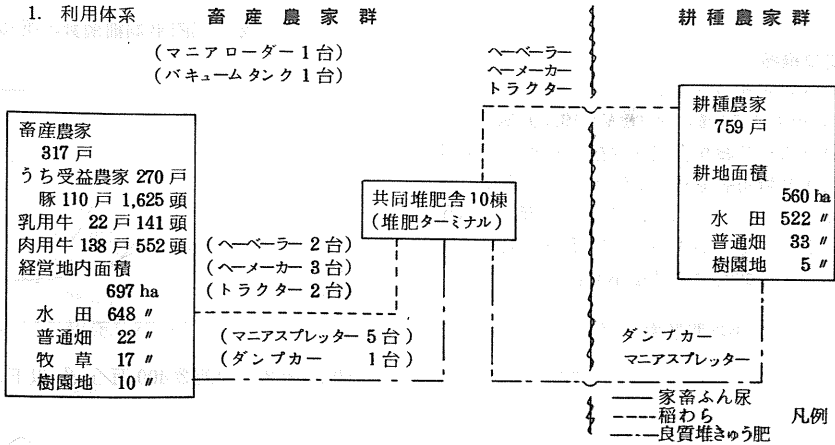 1. 利用体系
畜産農家群
耕種農家群
(マニアローダー1台)
(バキュームタンク1台)
ヘーベーラー
ヘーメーカー
トラクター
畜産農家
317戸
うち受益農家270戸
豚110戸 1,625頭
乳用牛 22戸 141頭
肉用牛 138戸 552頭
経営地内面積
697ha
水田 648〃
普通畑 22〃
牧草 17〃
樹園地 10〃
(ヘーベーラー 2台)
(ヘーメーカー 3台)
(トラクター 2台)
(マニアスプレッター 5台)
(ダンプカー 1台)
共同堆肥舎10棟
(堆肥ターミナル)
耕種農家
759戸
耕地面積
560ha
水田 522〃
普通畑 33〃
樹園地 5〃
ダンプカー
マニアスプレッター
家畜ふん尿
稲わら 凡例
良質堆きゅう肥